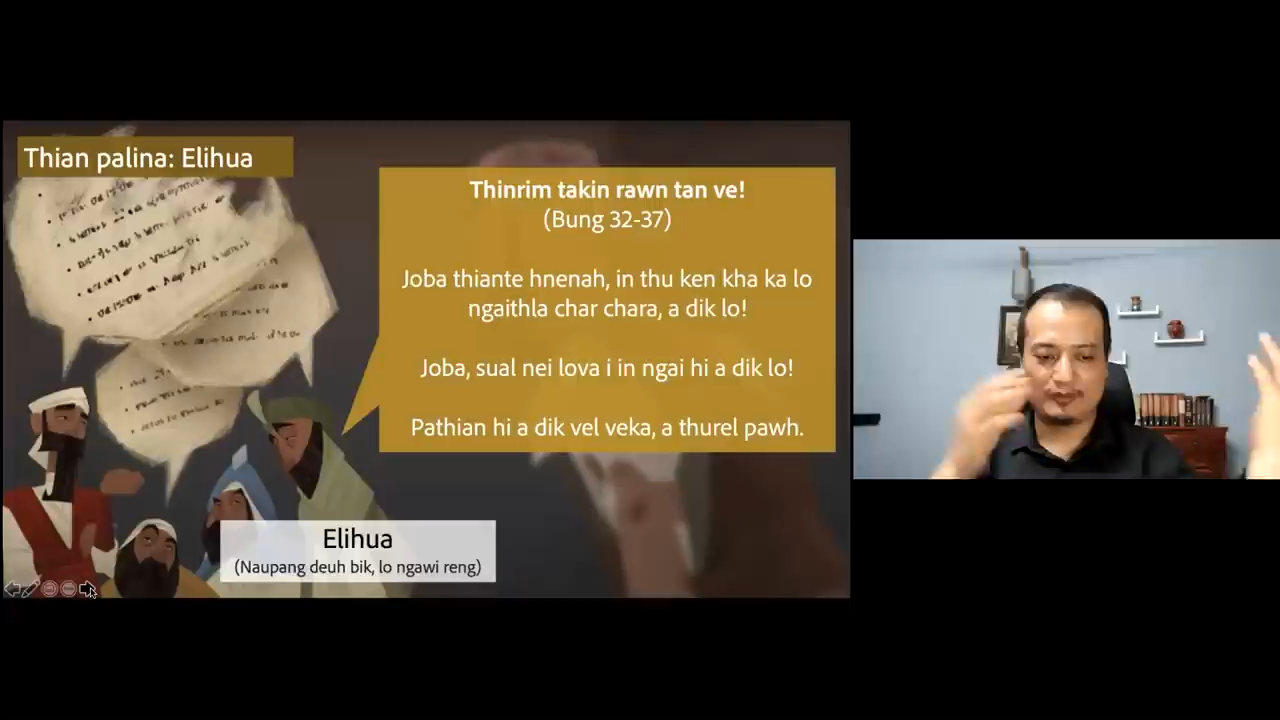 Thian palina: Elihua
Thinrim takin rawn tan ve!
(Bung 32-37)
Joba thiante hnenah, in thu ken kha ka lo
ngaithla char chara, a dik lo!
Joba, sual nei lova i in ngai hi a dik lo!
Pathian hi a dik vel veka, a thurel pawh.
Elihua
(Naupang deuh bik, lo ngawi reng)